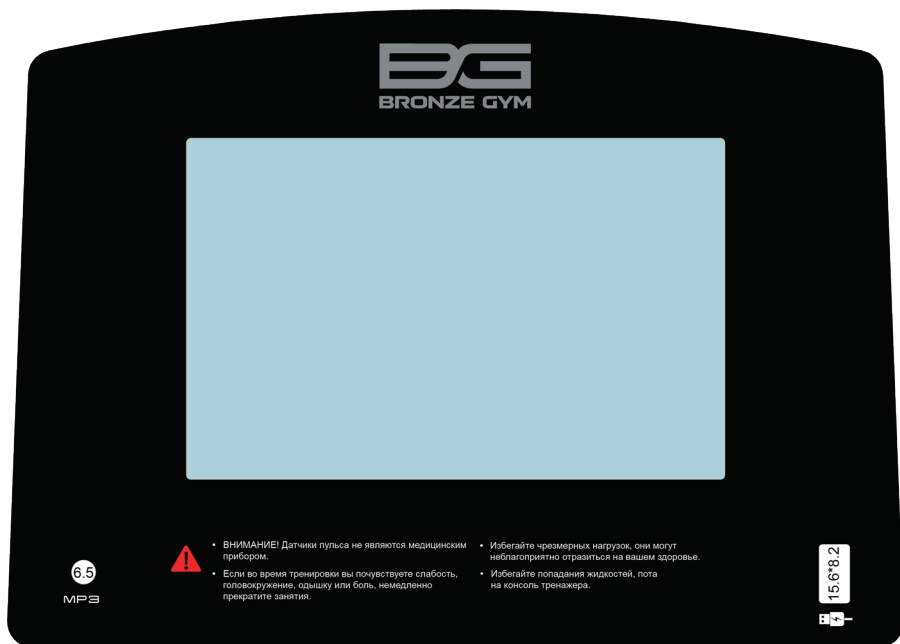 BG
BRONZE GYM
• ВНИМАНИЕ! Датчики пульса не являются медицинским
прибором.
• Если во время тренировки вы почувствуете слабость,
головокружение, одышку или боль, немедленно
прекратите занятия.
• Избегайте чрезмерных нагрузок, они могут
неблагоприятно отразиться на вашем здоровье.
• Избегайте попадания жидкостей, пота
на консоль тренажера.
6.5
MP3
15.6*8.2